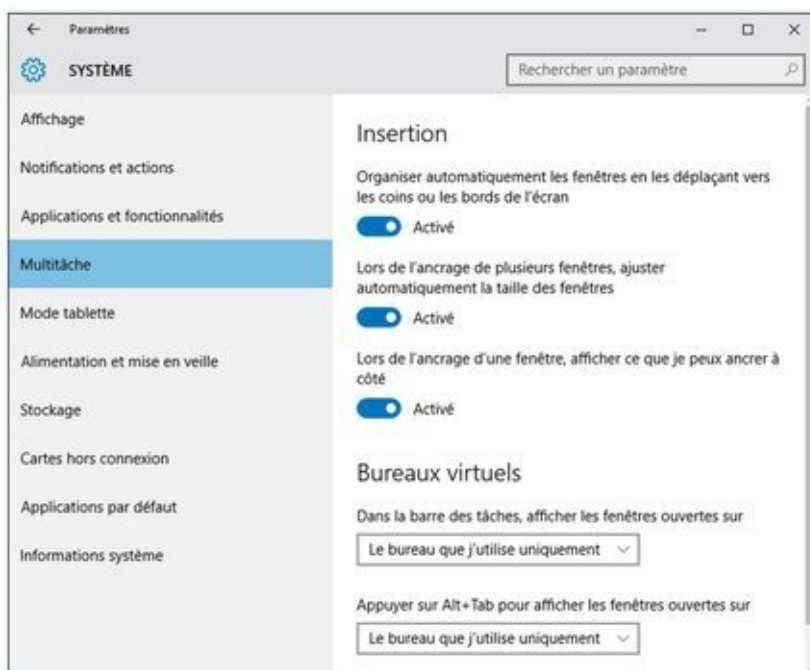 Paramètres
SYSTÈME
Rechercher un paramètre
Affichage
Notifications et actions
Applications et fonctionnalités
Multitâche
Mode tablette
Alimentation et mise en veille
Stockage
Cartes hors connexion
Applications par défaut
Informations système
Insertion
Organiser automatiquement les fenêtres en les déplaçant vers
les coins ou les bords de l'écran
Activé
Lors de l'ancrage de plusieurs fenêtres, ajuster
automatiquement la taille des fenêtres
Activé
Lors de l'ancrage d'une fenêtre, afficher ce que je peux ancrer à
côté
Activé
Bureaux virtuels
Dans la barre des tâches, afficher les fenêtres ouvertes sur
Le bureau que j'utilise uniquement
Appuyer sur Alt+Tab pour afficher les fenêtres ouvertes sur
Le bureau que j'utilise uniquement